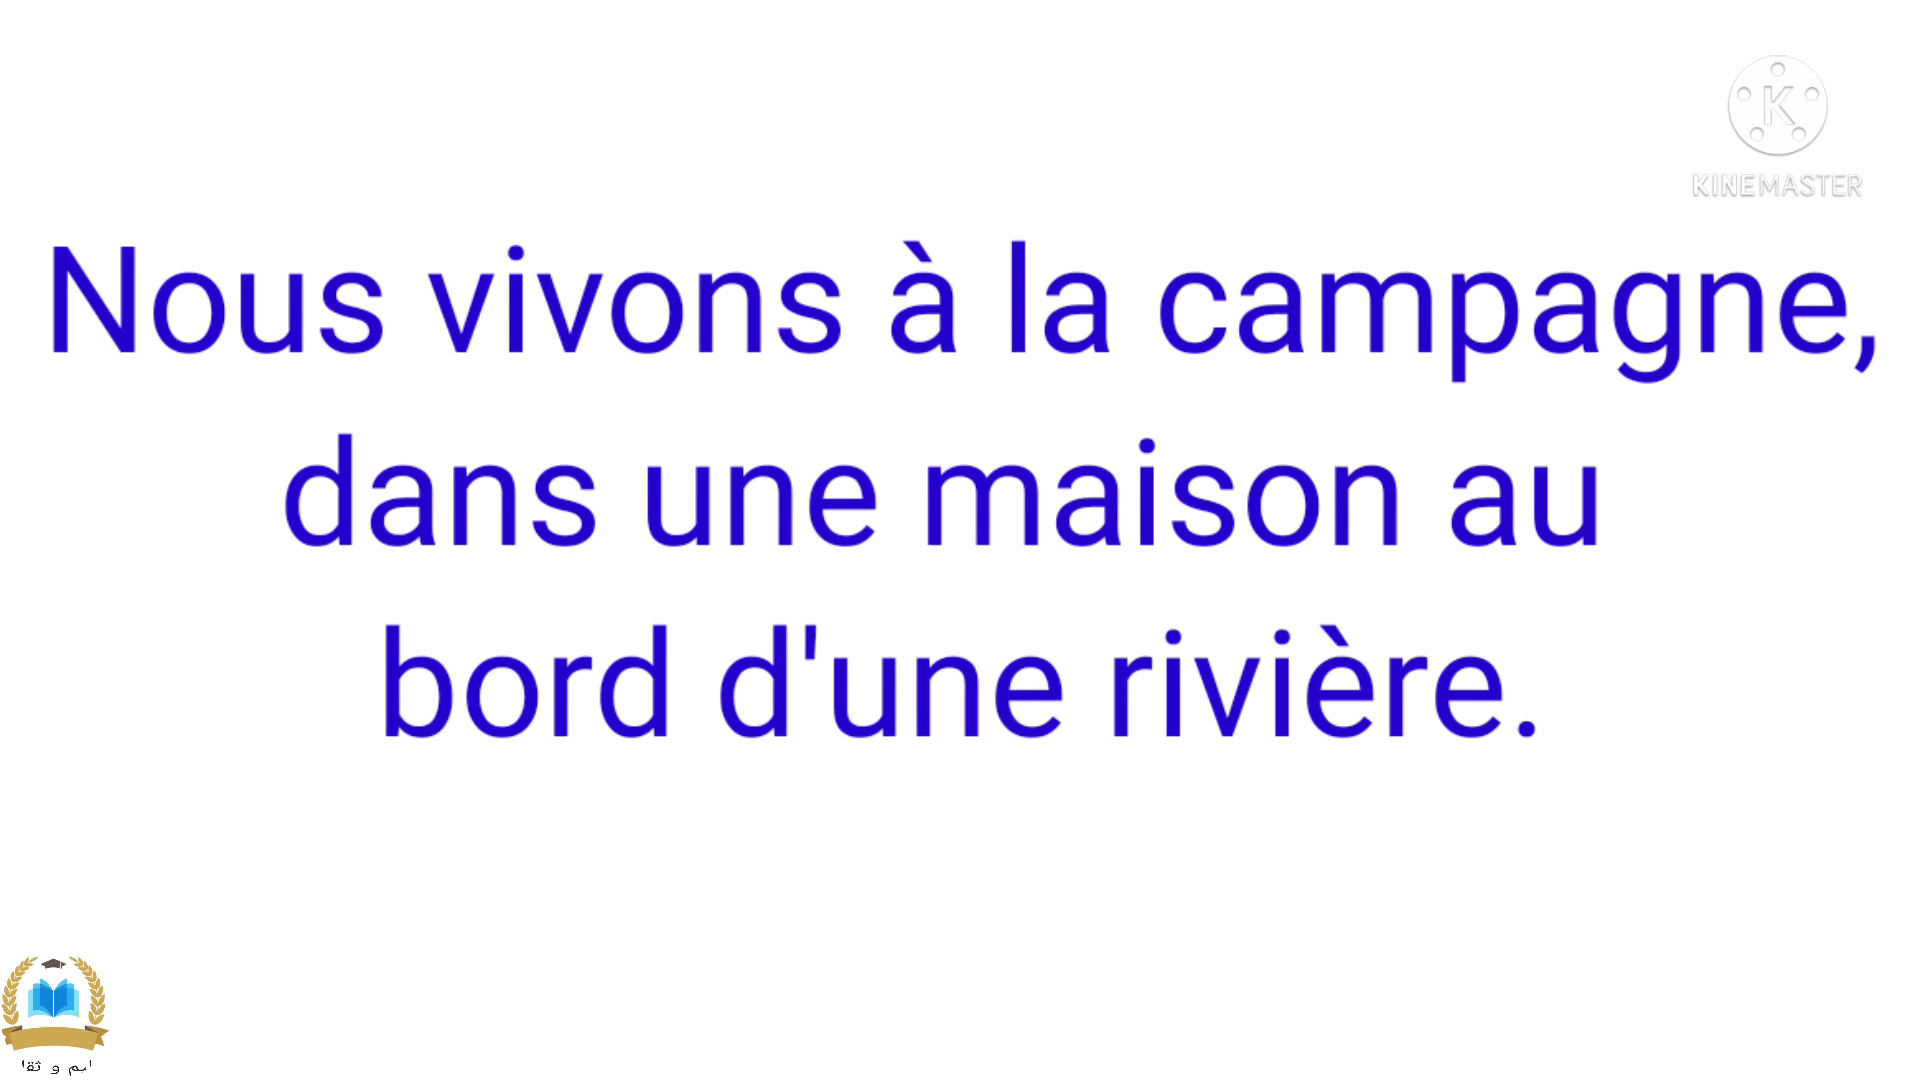 KINEMASTER
Nous vivons à la campagne,
dans une maison au
bord d'une rivière.